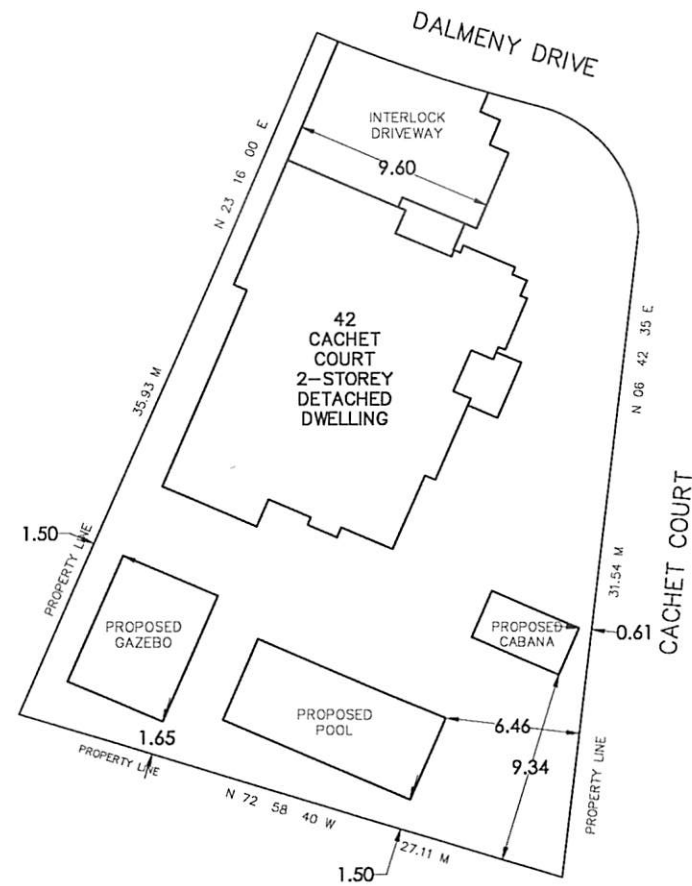 DALMENY DRIVE
INTERLOCK
DRIVEWAY
9.60
N 23 16 00 E
42
CACHET
COURT
2-STOREY
DETACHED
DWELLING
N 06 42 35 E
35.93 M
CACHET COURT
1.50
PROPERTY LINE
31.54 M
PROPOSED
GAZEBO
PROPOSED
CABANA
0.61
PROPOSED
POOL
6.46
9.34
PROPERTY LINE
1.65
PROPERTY LINE
N 72 58 40 W
27.11 M
1.50